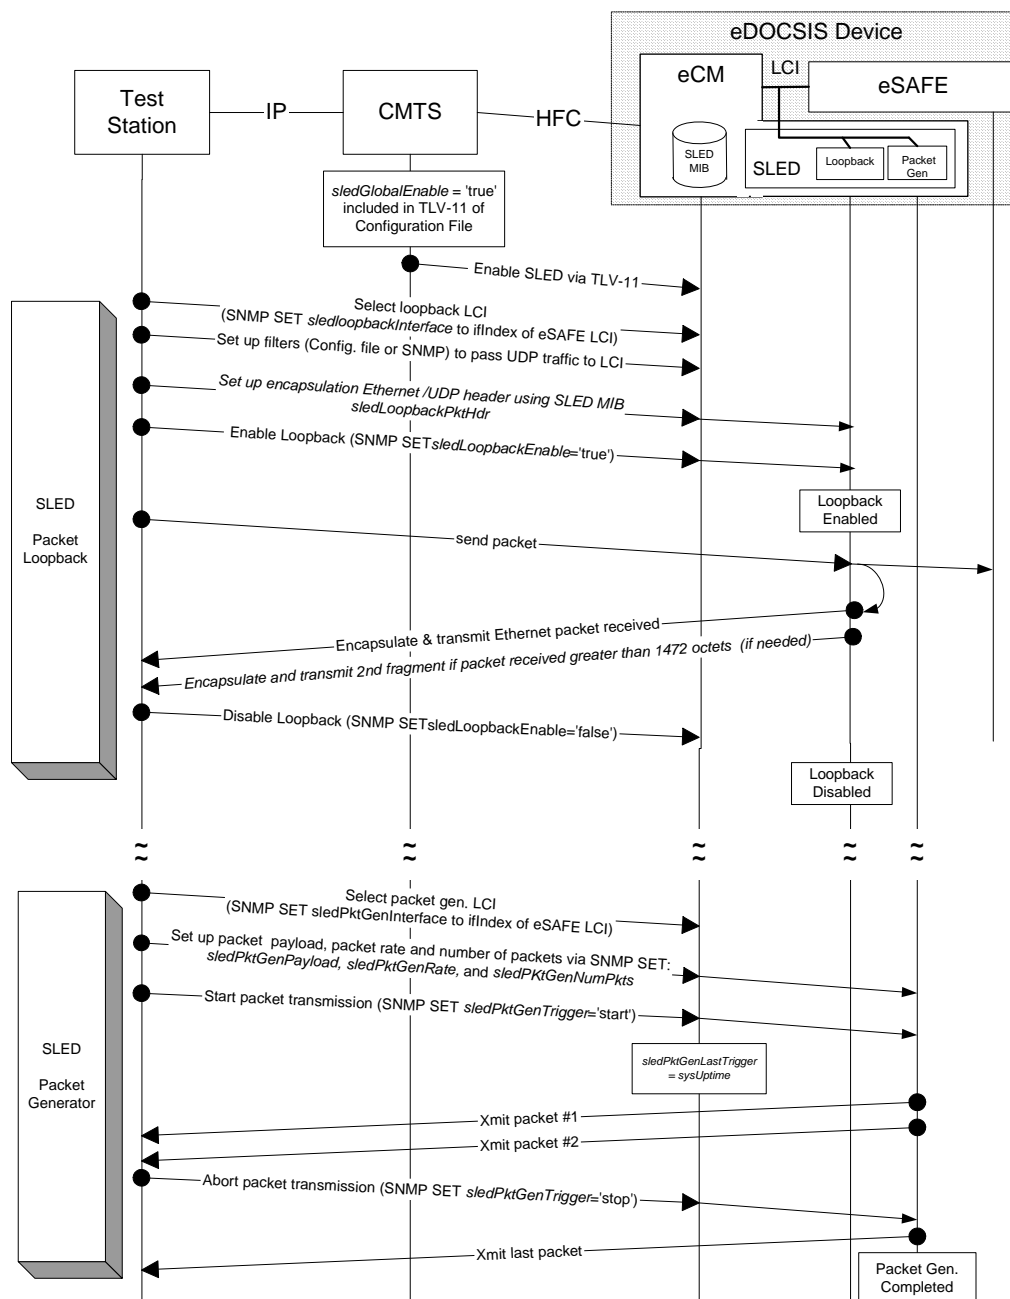 eDOCSIS Device
eCM
LCI
eSAFE
Test
Station
IP
CMTS
HFC
SLED
MIB
SLED
Loopback
Packet
Gen
sledGlobalEnable = 'true'
included in TLV-11 of
Configuration File
Enable SLED via TLV-11
Select loopback LCI
(SNMP SET sledloopbackInterface to ifIndex of eSAFE LCI)
Set up filters (Config. file or SNMP) to pass UDP traffic to LCI
Set up encapsulation Ethernet /UDP header using SLED MIB
sledLoopbackPktHdr
Enable Loopback (SNMP SETsledLoopbackEnable='true')
SLED
Packet
Loopback
Loopback
Enabled
send packet
Encapsulate & transmit Ethernet packet received
Encapsulate and transmit 2nd fragment if packet received greater than 1472 octets (if needed)
Disable Loopback (SNMP SETsledLoopbackEnable='false')
Loopback
Disabled
≈ ≈ ≈ ≈ ≈
Select packet gen. LCI
(SNMP SET sledPktGenInterface to ifIndex of eSAFE LCI)
Set up packet payload, packet rate and number of packets via SNMP SET:
sledPktGenPayload, sledPktGenRate, and sledPKtGenNumPkts
Start packet transmission (SNMP SET sledPktGenTrigger='start')
SLED
Packet
Generator
sledPktGenLastTrigger
= sysUptime
Xmit packet #1
Xmit packet #2
Abort packet transmission (SNMP SET sledPktGenTrigger='stop')
Xmit last packet
Packet Gen.
Completed